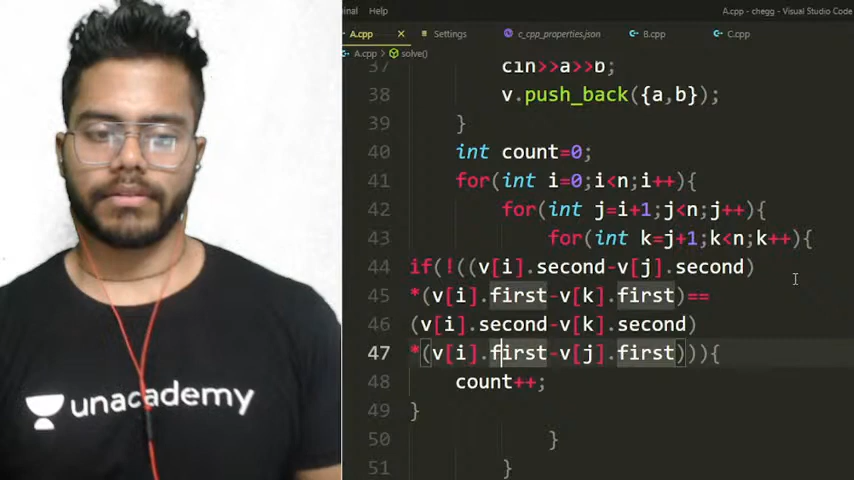 inal Help
A.cpp - chegg - Visual Studio Code
A.cpp
Settings
c_cpp_properties.json
B.cpp
C.cpp
A.cpp > solve()
37 cin>>a>>b;
38 v.push_back({a,b});
39 }
40 int count=0;
41 for(int i=0;i<n;i++){
42 for(int j=i+1;j<n;j++){
43 for(int k=j+1;k<n;k++){
44 if(!((v[i].second-v[j].second)
45 *(v[i].first-v[k].first)==
46 (v[i].second-v[k].second)
47 *(v[i].first-v[j].first))){
48 count++;
49 }
50 }
51 }
unacademy